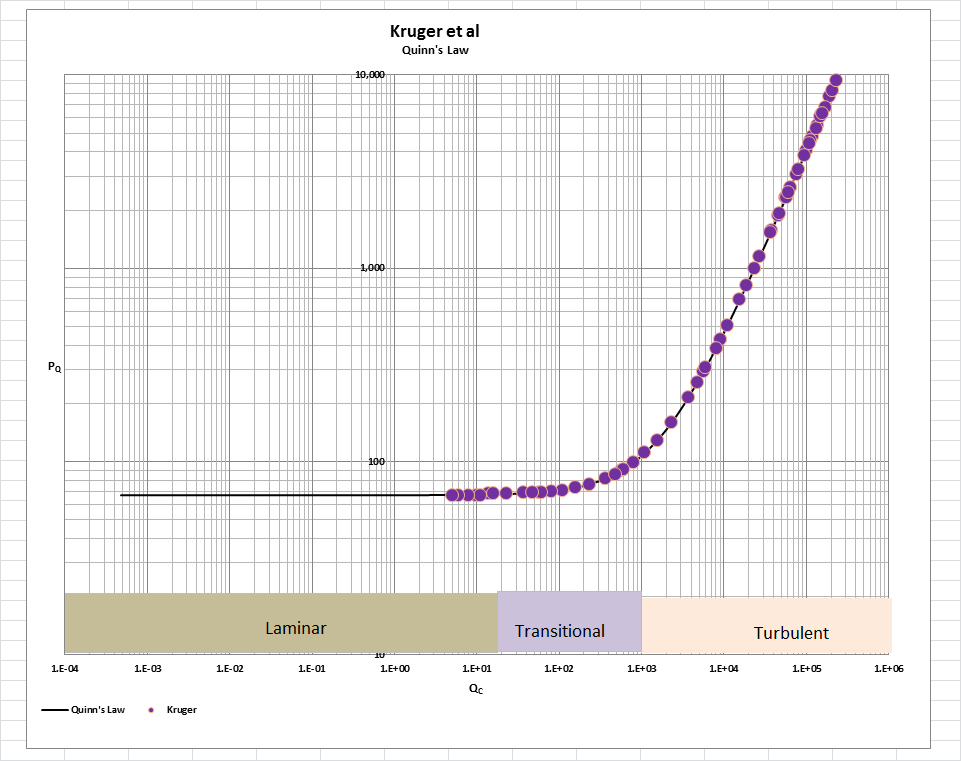 Kruger et al
Quinn's Law
10,000
1,000
PQ
100
Laminar
Transitional
Turbulent
10
1.E-04 1.E-03 1.E-02 1.E-01 1.E+00 1.E+01 1.E+02 1.E+03 1.E+04 1.E+05 1.E+06
QC
Quinn's Law Kruger